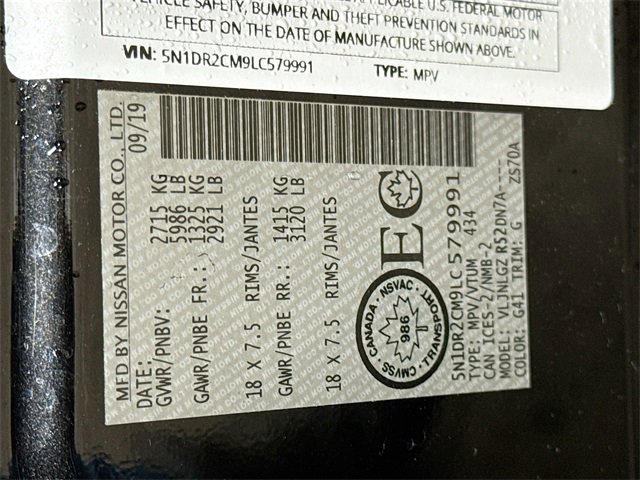 APPLICABLE U.S. FEDERAL MOTOR
VEHICLE SAFETY, BUMPER AND THEFT PREVENTION STANDARDS IN
EFFECT ON THE DATE OF MANUFACTURE SHOWN ABOVE.
VIN: 5N1DR2CM9LC579991 TYPE: MPV
MFD BY NISSAN MOTOR CO., LTD.
DATE: 09/19
GVWR/PNBV: 2715 KG
5986 LB
GAWR/PNBE FR.: 1325 KG
2921 LB
18 X 7.5 RIMS/JANTES
GAWR/PNBE RR.: 1415 KG
3120 LB
18 X 7.5 RIMS/JANTES
CANADA · NSVAC · TRANSPORT · CMVSS ·
986
EC
5N1DR2CM9LC579991
TYPE: MPV/VTUM 434
CAN ICES-2/NMB-2
MODEL: VLJNLGZ R52DN7A----
COLOR: G41 TRIM: G ZS70A